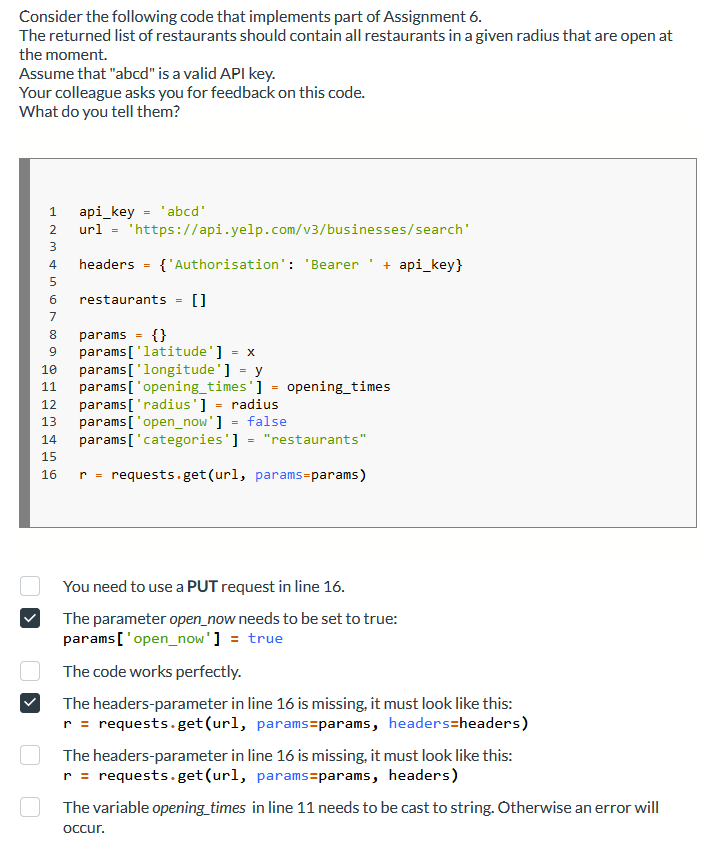 Consider the following code that implements part of Assignment 6.
The returned list of restaurants should contain all restaurants in a given radius that are open at
the moment.
Assume that "abcd" is a valid API key.
Your colleague asks you for feedback on this code.
What do you tell them?
1 api_key = 'abcd'
2 url = 'https://api.yelp.com/v3/businesses/search'
3
4 headers = {'Authorisation': 'Bearer ' + api_key}
5
6 restaurants = []
7
8 params = {}
9 params['latitude'] = x
10 params['longitude'] = y
11 params['opening_times'] = opening_times
12 params['radius'] = radius
13 params['open_now'] = false
14 params['categories'] = "restaurants"
15
16 r = requests.get(url, params=params)
You need to use a PUT request in line 16.
The parameter open_now needs to be set to true:
params['open_now'] = true
The code works perfectly.
The headers-parameter in line 16 is missing, it must look like this:
r = requests.get(url, params=params, headers=headers)
The headers-parameter in line 16 is missing, it must look like this:
r = requests.get(url, params=params, headers)
The variable opening_times in line 11 needs to be cast to string. Otherwise an error will
occur.